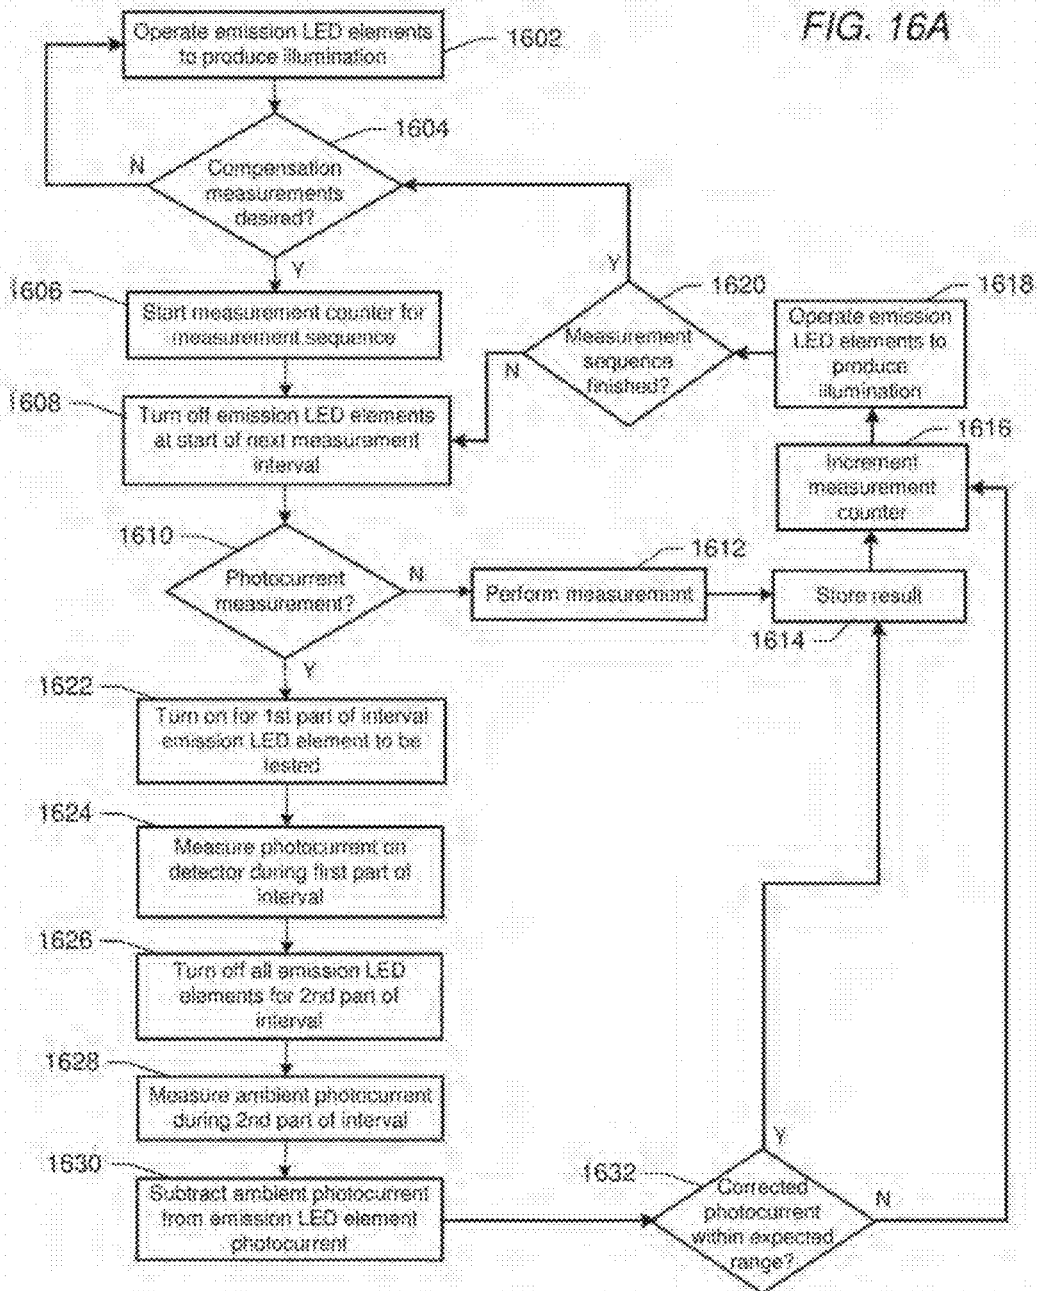 FIG. 16A
Operate emission LED elements
to produce illumination
1602
1604
N
Compensation
measurements
desired?
Y
1606
Start measurement counter for
measurement sequence
1608
Turn off emission LED elements
at start of next measurement
interval
Y
1620
Measurement
sequence
finished?
N
1618
Operate emission
LED elements to
produce
illumination
1616
Increment
measurement
counter
1610
Photocurrent
measurement?
N
1612
Perform measurement
Store result
1614
Y
1622
Turn on for 1st part of interval
emission LED element to be
tested
1624
Measure photocurrent on
detector during first part of
interval
1626
Turn off all emission LED
elements for 2nd part of
interval
1628
Measure ambient photocurrent
during 2nd part of interval
1630
Subtract ambient photocurrent
from emission LED element
photocurrent
1632
Y
Corrected
photocurrent
within expected
range?
N